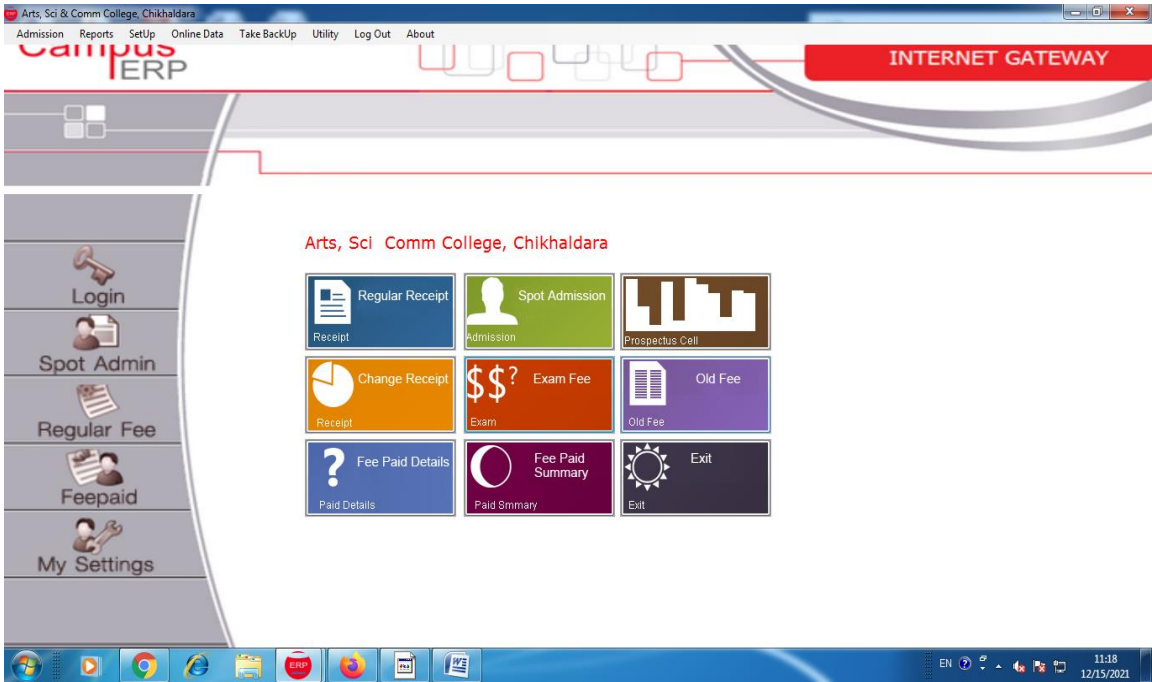 Arts, Sci & Comm College, Chikhaldara
Admission Reports SetUp Online Data Take BackUp Utility Log Out About
Campus
ERP
INTERNET GATEWAY
Login
Spot Admin
Regular Fee
Feepaid
My Settings
Arts, Sci Comm College, Chikhaldara
Regular Receipt
Receipt
Spot Admission
Admission
Prospectus Cell
Change Receipt
Receipt
$$? Exam Fee
Exam
Old Fee
Old Fee
? Fee Paid Details
Paid Details
Fee Paid
Summary
Paid Smmary
Exit
Exit
ERP
EN
11:18
12/15/2021